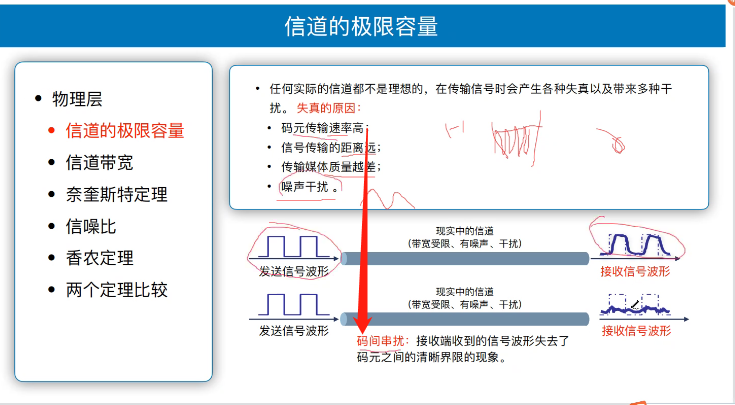 信道的极限容量
• 物理层
• 信道的极限容量
• 信道带宽
• 奈奎斯特定理
• 信噪比
• 香农定理
• 两个定理比较
• 任何实际的信道都不是理想的，在传输信号时会产生各种失真以及带来多种干
扰。失真的原因：
• 码元传输速率高；
• 信号传输的距离远；
• 传输媒体质量越差；
• 噪声干扰 。
现实中的信道
（带宽受限、有噪声、干扰）
发送信号波形
接收信号波形
现实中的信道
（带宽受限、有噪声、干扰）
发送信号波形
接收信号波形
码间串扰：接收端收到的信号波形失去了
码元之间的清晰界限的现象。